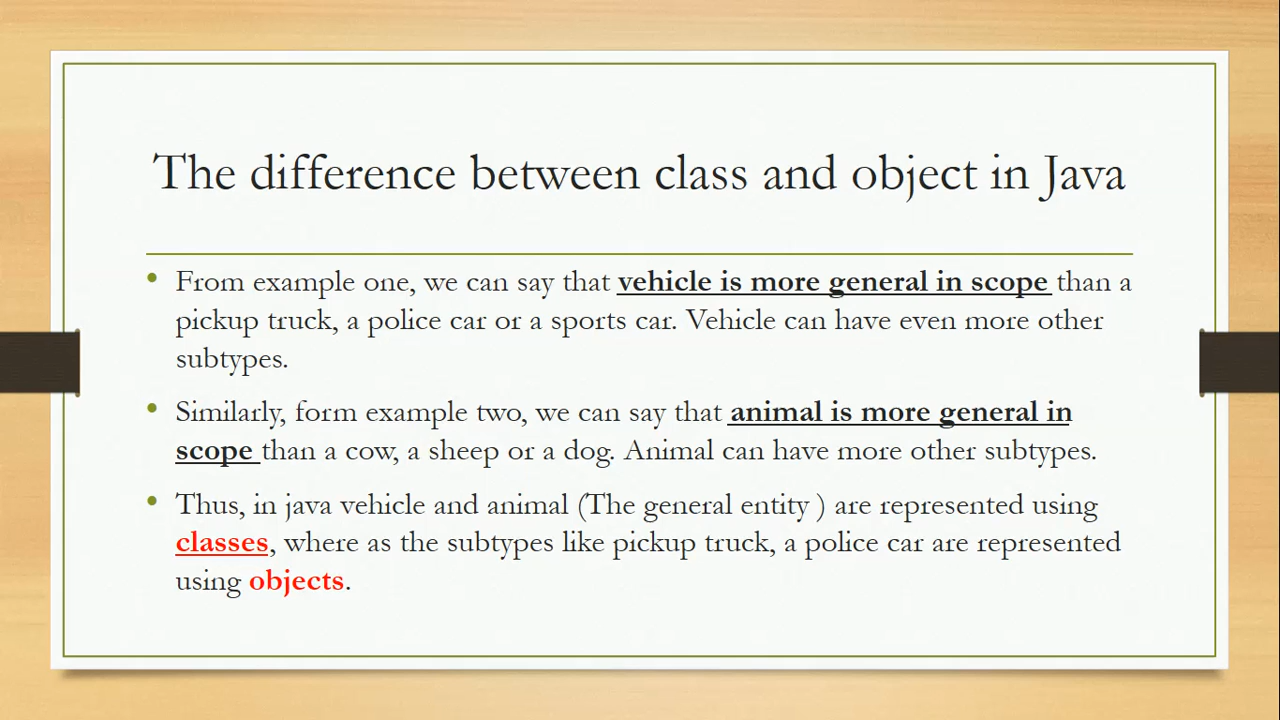 The difference between class and object in Java
• From example one, we can say that vehicle is more general in scope than a
pickup truck, a police car or a sports car. Vehicle can have even more other
subtypes.
• Similarly, form example two, we can say that animal is more general in
scope than a cow, a sheep or a dog. Animal can have more other subtypes.
• Thus, in java vehicle and animal (The general entity ) are represented using
classes, where as the subtypes like pickup truck, a police car are represented
using objects.